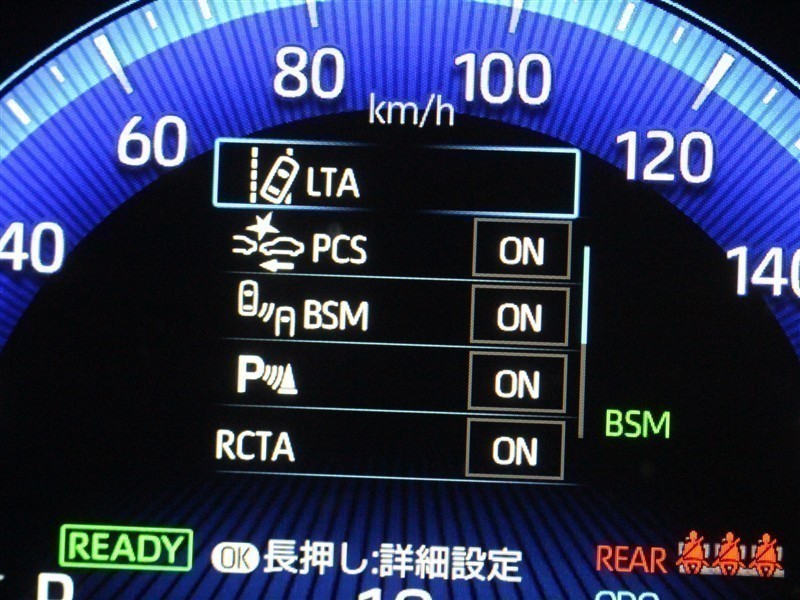 80
100
km/h
60
120
LTA
40
PCS ON
140
BSM ON
P ON
BSM
RCTA ON
READY
OK 長押し:詳細設定
REAR
P